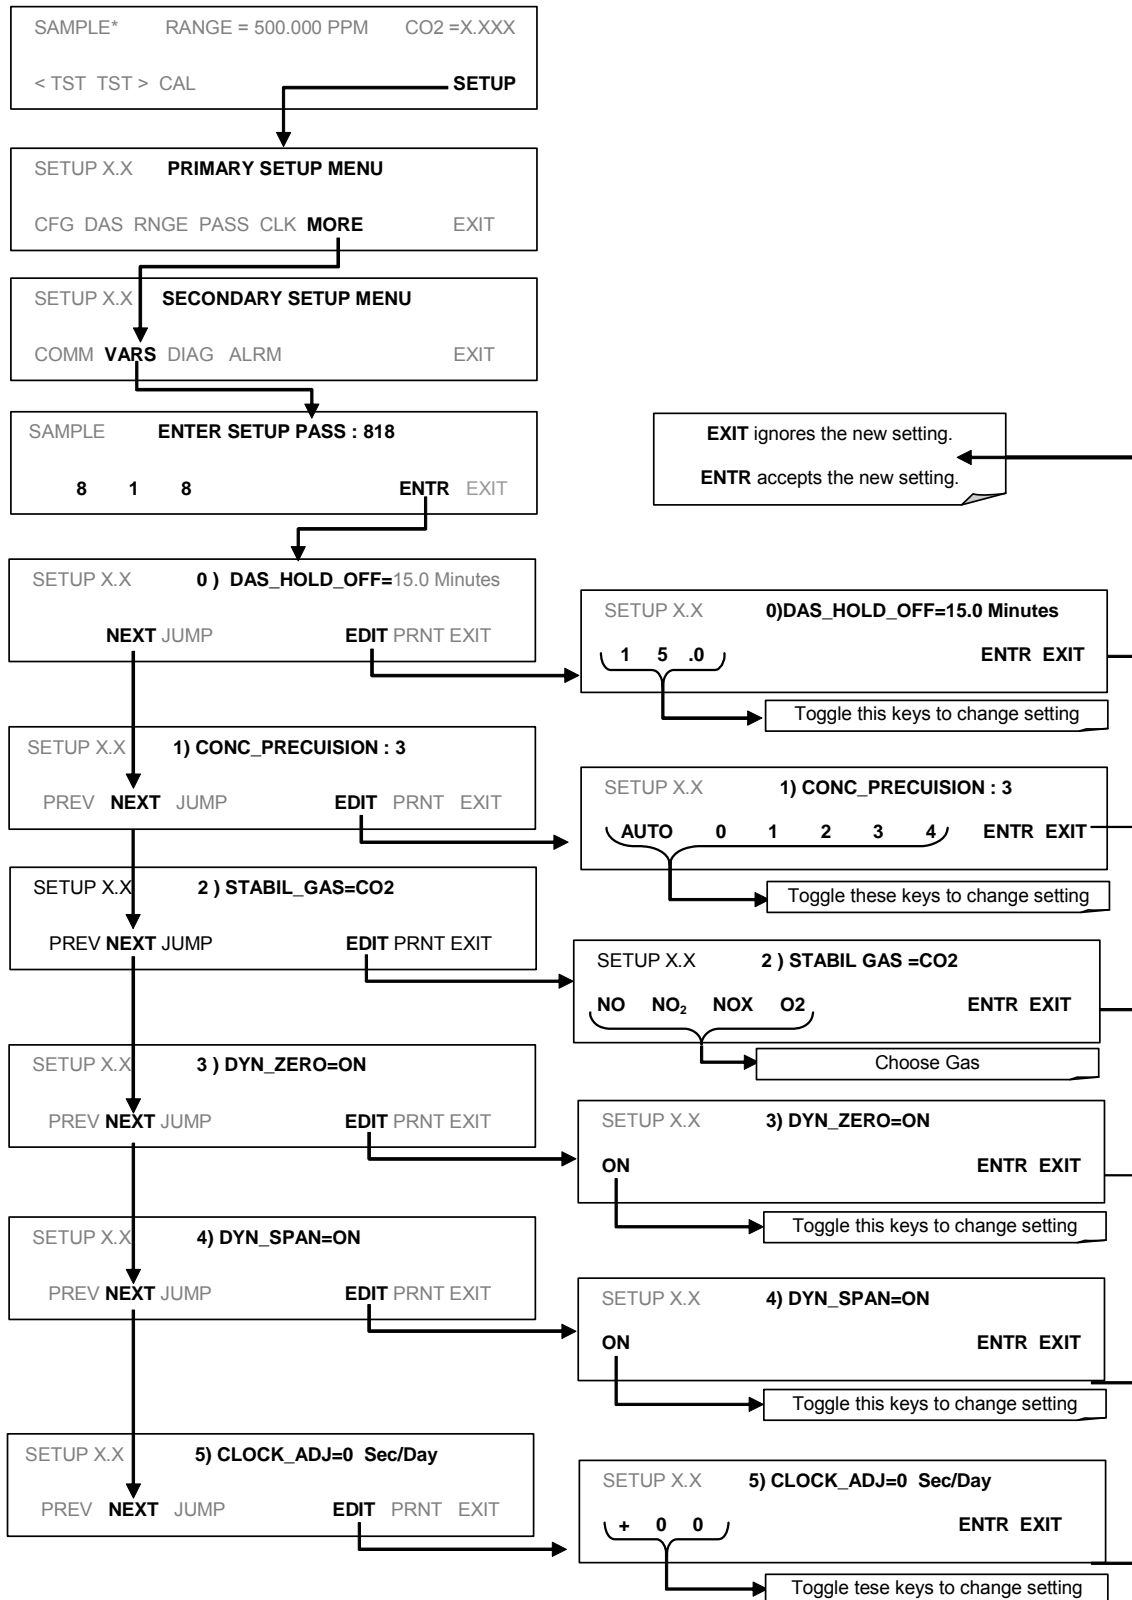 SAMPLE* RANGE = 500.000 PPM CO2 =X.XXX
< TST TST > CAL SETUP
SETUP X.X PRIMARY SETUP MENU
CFG DAS RNGE PASS CLK MORE EXIT
SETUP X.X SECONDARY SETUP MENU
COMM VARS DIAG ALRM EXIT
SAMPLE ENTER SETUP PASS : 818
8 1 8 ENTR EXIT
EXIT ignores the new setting.
ENTR accepts the new setting.
SETUP X.X 0 ) DAS_HOLD_OFF=15.0 Minutes
NEXT JUMP EDIT PRNT EXIT
SETUP X.X 0)DAS_HOLD_OFF=15.0 Minutes
1 5 .0 ENTR EXIT
Toggle this keys to change setting
SETUP X.X 1) CONC_PRECUISION : 3
PREV NEXT JUMP EDIT PRNT EXIT
SETUP X.X 1) CONC_PRECUISION : 3
AUTO 0 1 2 3 4 ENTR EXIT
Toggle these keys to change setting
SETUP X.X 2 ) STABIL_GAS=CO2
PREV NEXT JUMP EDIT PRNT EXIT
SETUP X.X 2 ) STABIL GAS =CO2
NO NO₂ NOX O2 ENTR EXIT
Choose Gas
SETUP X.X 3 ) DYN_ZERO=ON
PREV NEXT JUMP EDIT PRNT EXIT
SETUP X.X 3) DYN_ZERO=ON
ON ENTR EXIT
Toggle this keys to change setting
SETUP X.X 4) DYN_SPAN=ON
PREV NEXT JUMP EDIT PRNT EXIT
SETUP X.X 4) DYN_SPAN=ON
ON ENTR EXIT
Toggle this keys to change setting
SETUP X.X 5) CLOCK_ADJ=0 Sec/Day
PREV NEXT JUMP EDIT PRNT EXIT
SETUP X.X 5) CLOCK_ADJ=0 Sec/Day
+ 0 0 ENTR EXIT
Toggle tese keys to change setting